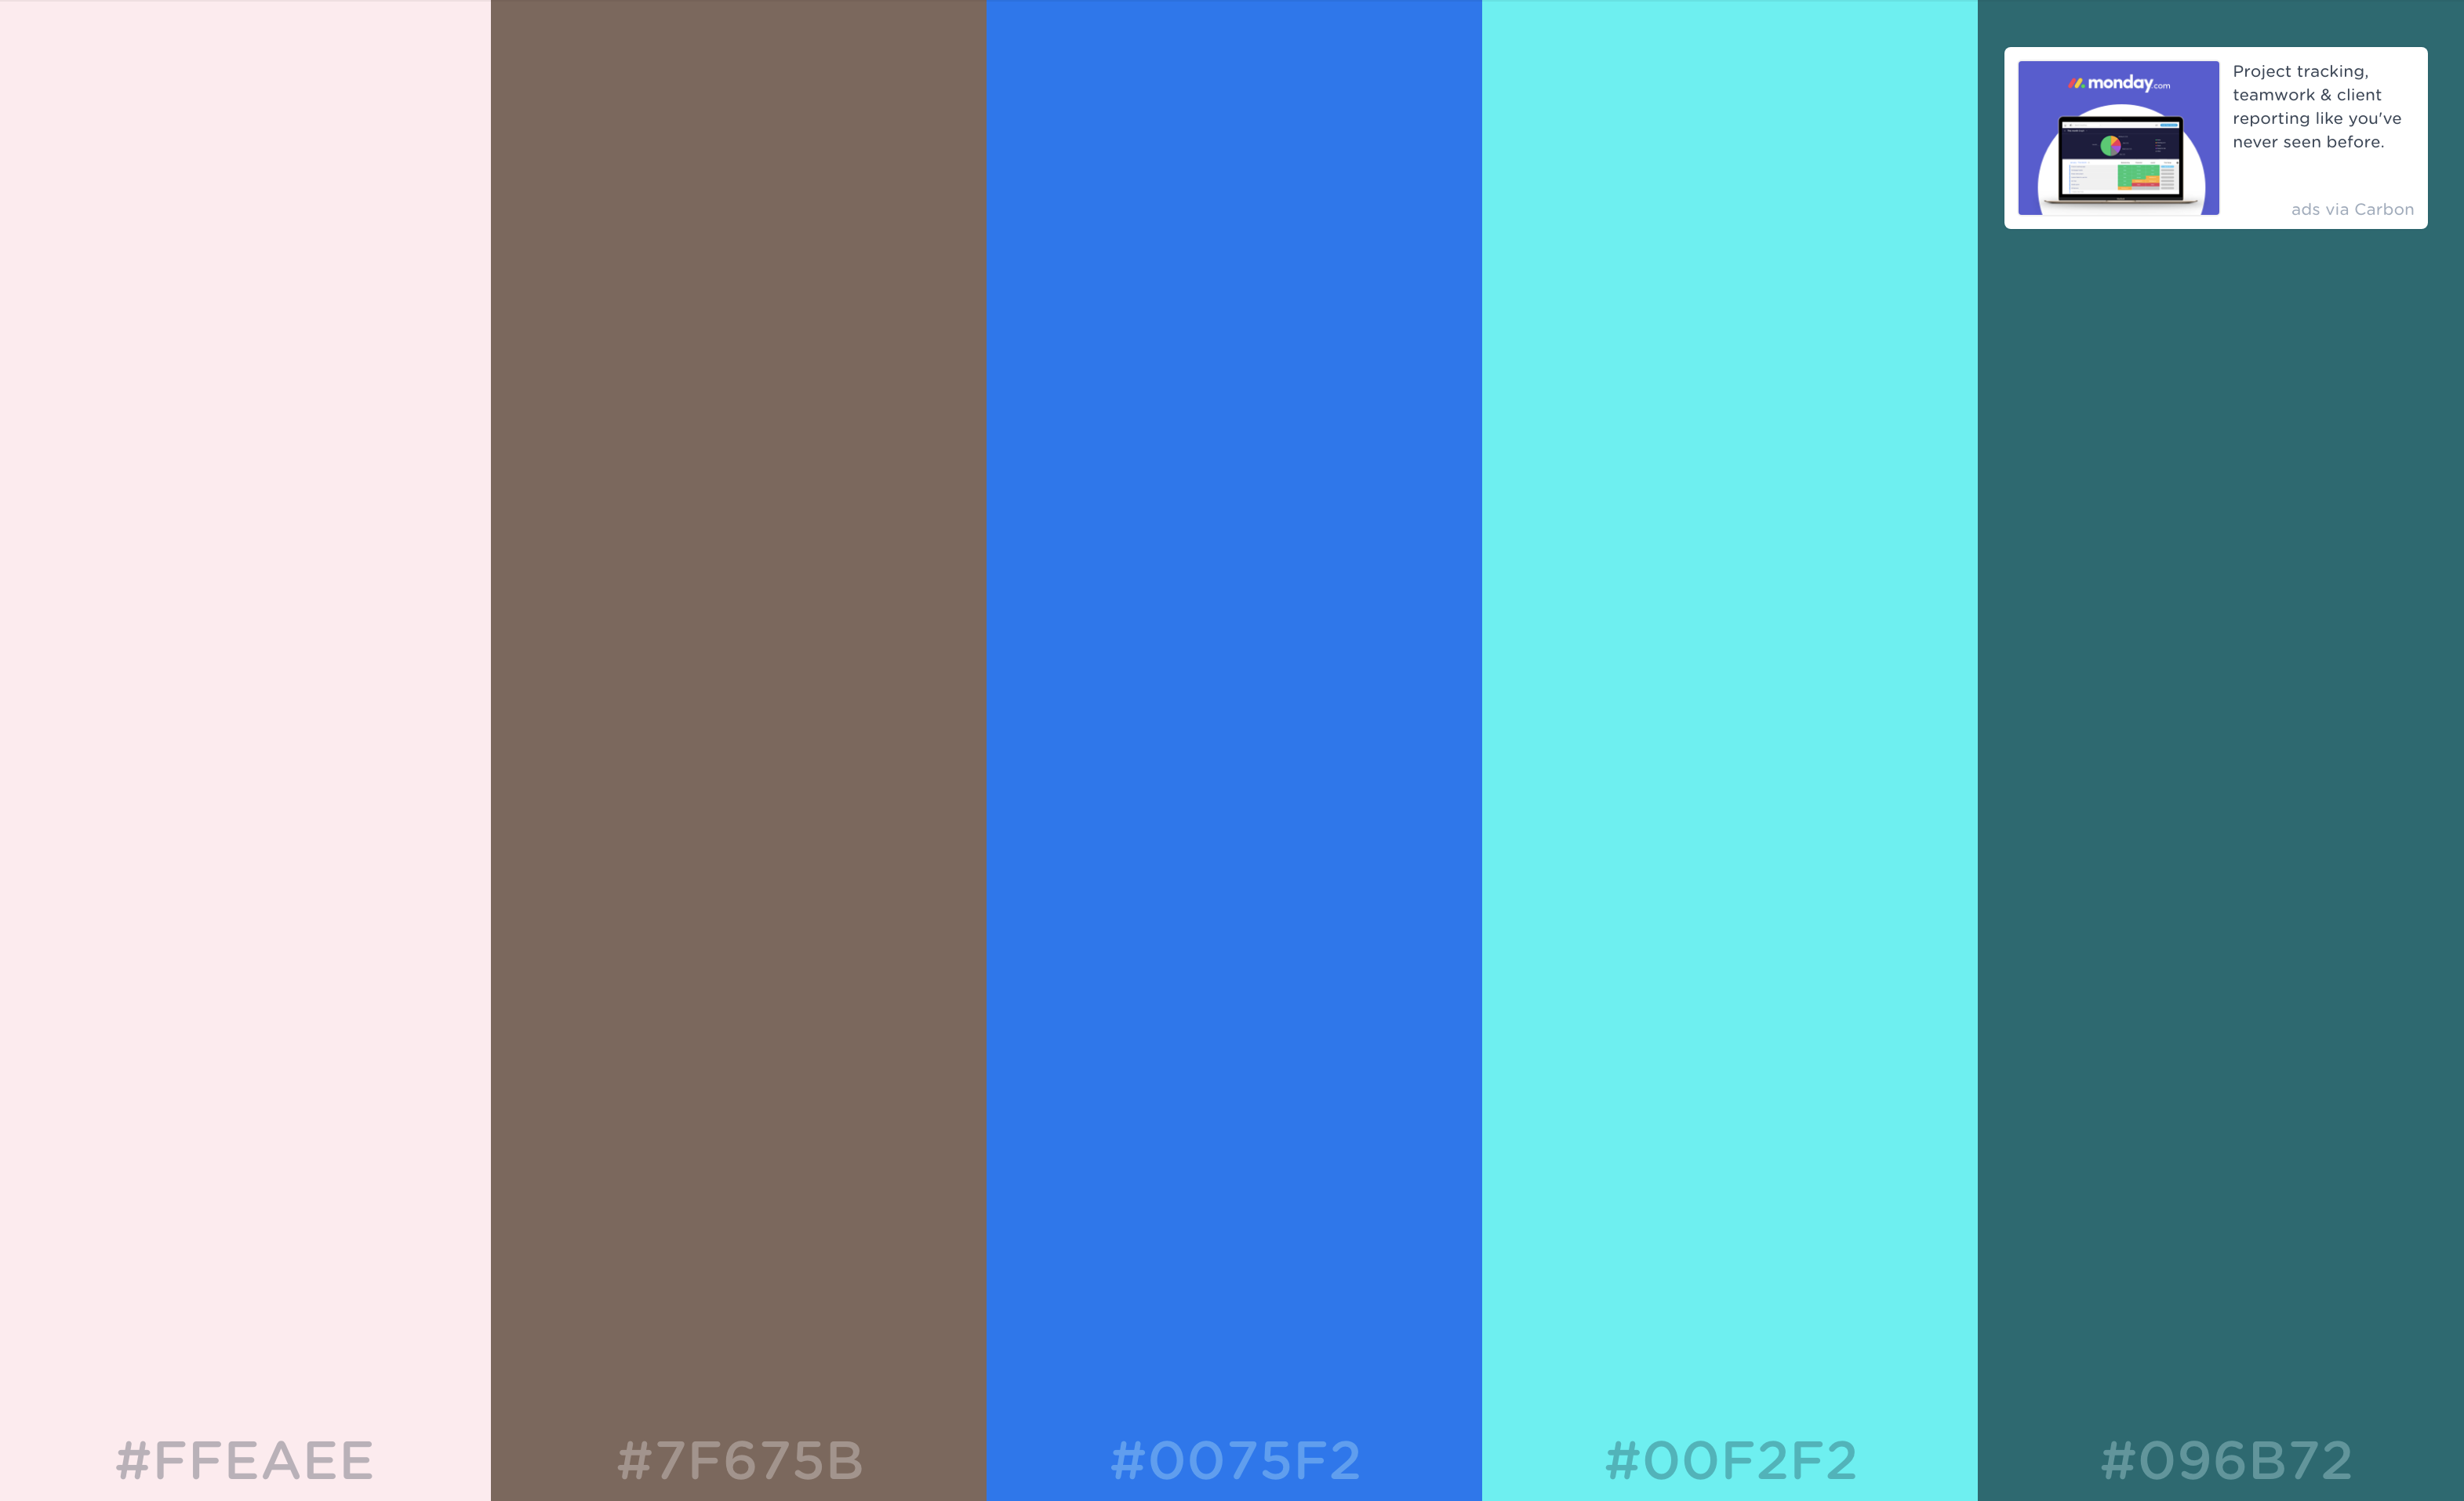 monday.com
Project tracking,
teamwork & client
reporting like you've
never seen before.
ads via Carbon
#FFEAEE
#7F675B
#0075F2
#00F2F2
#096B72